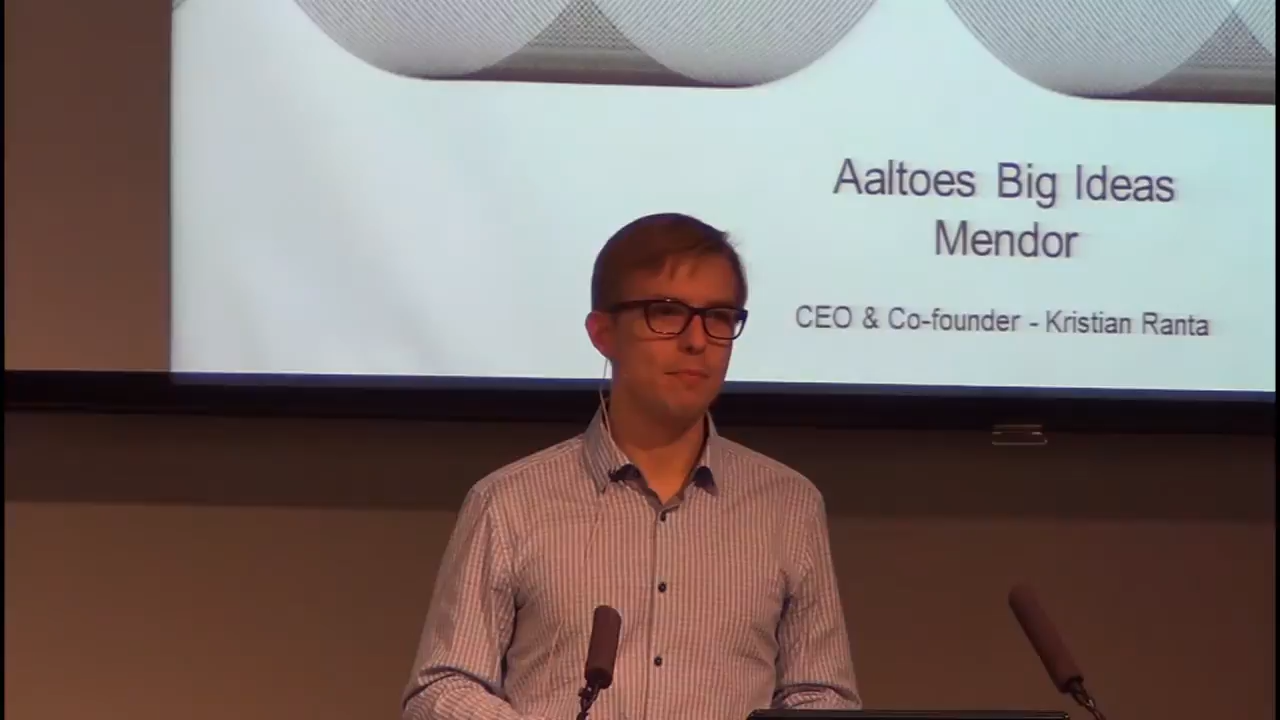 Aaltoes Big Ideas
Mendor
CEO & Co-founder - Kristian Ranta